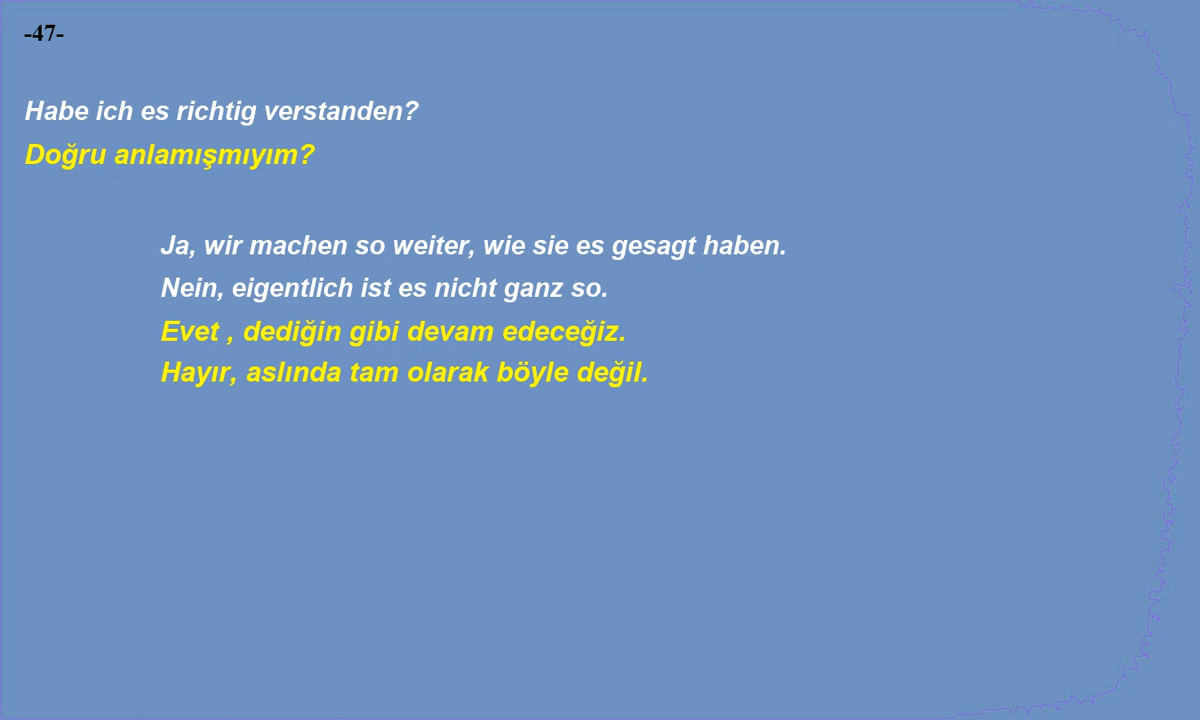 -47-
Habe ich es richtig verstanden?
Doğru anlamışmıyım?
Ja, wir machen so weiter, wie sie es gesagt haben.
Nein, eigentlich ist es nicht ganz so.
Evet , dediğin gibi devam edeceğiz.
Hayır, aslında tam olarak böyle değil.